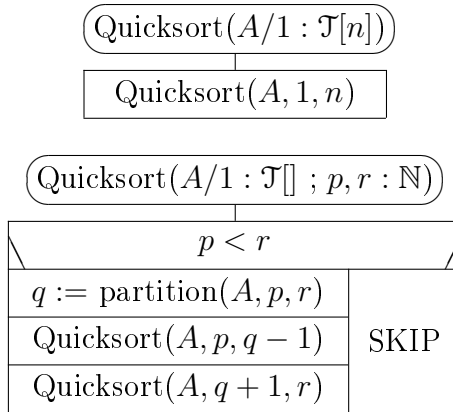 Quicksort(A/1 : 𝒯[n])
Quicksort(A, 1, n)
Quicksort(A/1 : 𝒯[] ; p, r : ℕ)
p < r
q := partition(A, p, r)
Quicksort(A, p, q − 1)
SKIP
Quicksort(A, q + 1, r)